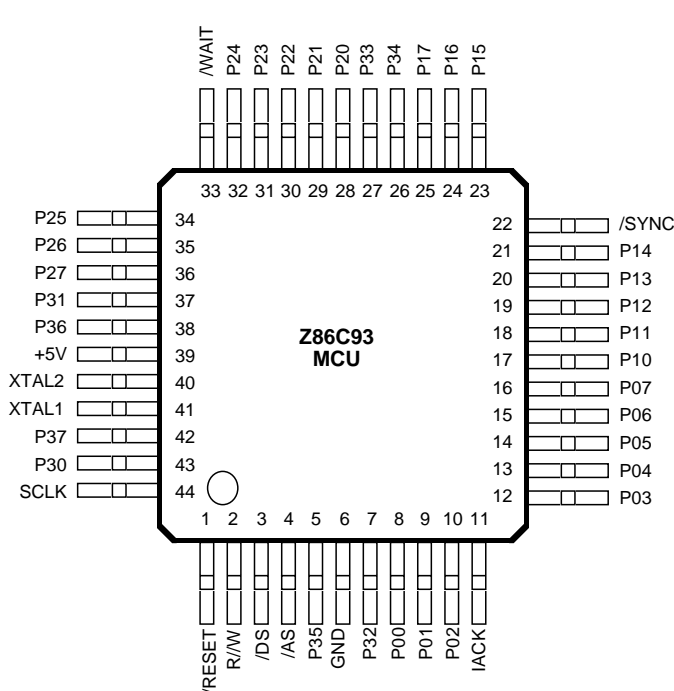 /WAIT P24 P23 P22 P21 P20 P33 P34 P17 P16 P15
33 32 31 30 29 28 27 26 25 24 23
P25 34
P26 35
P27 36
P31 37
P36 38
+5V 39
XTAL2 40
XTAL1 41
P37 42
P30 43
SCLK 44
Z86C93
MCU
22 /SYNC
21 P14
20 P13
19 P12
18 P11
17 P10
16 P07
15 P06
14 P05
13 P04
12 P03
1 2 3 4 5 6 7 8 9 10 11
/RESET R//W /DS /AS P35 GND P32 P00 P01 P02 IACK